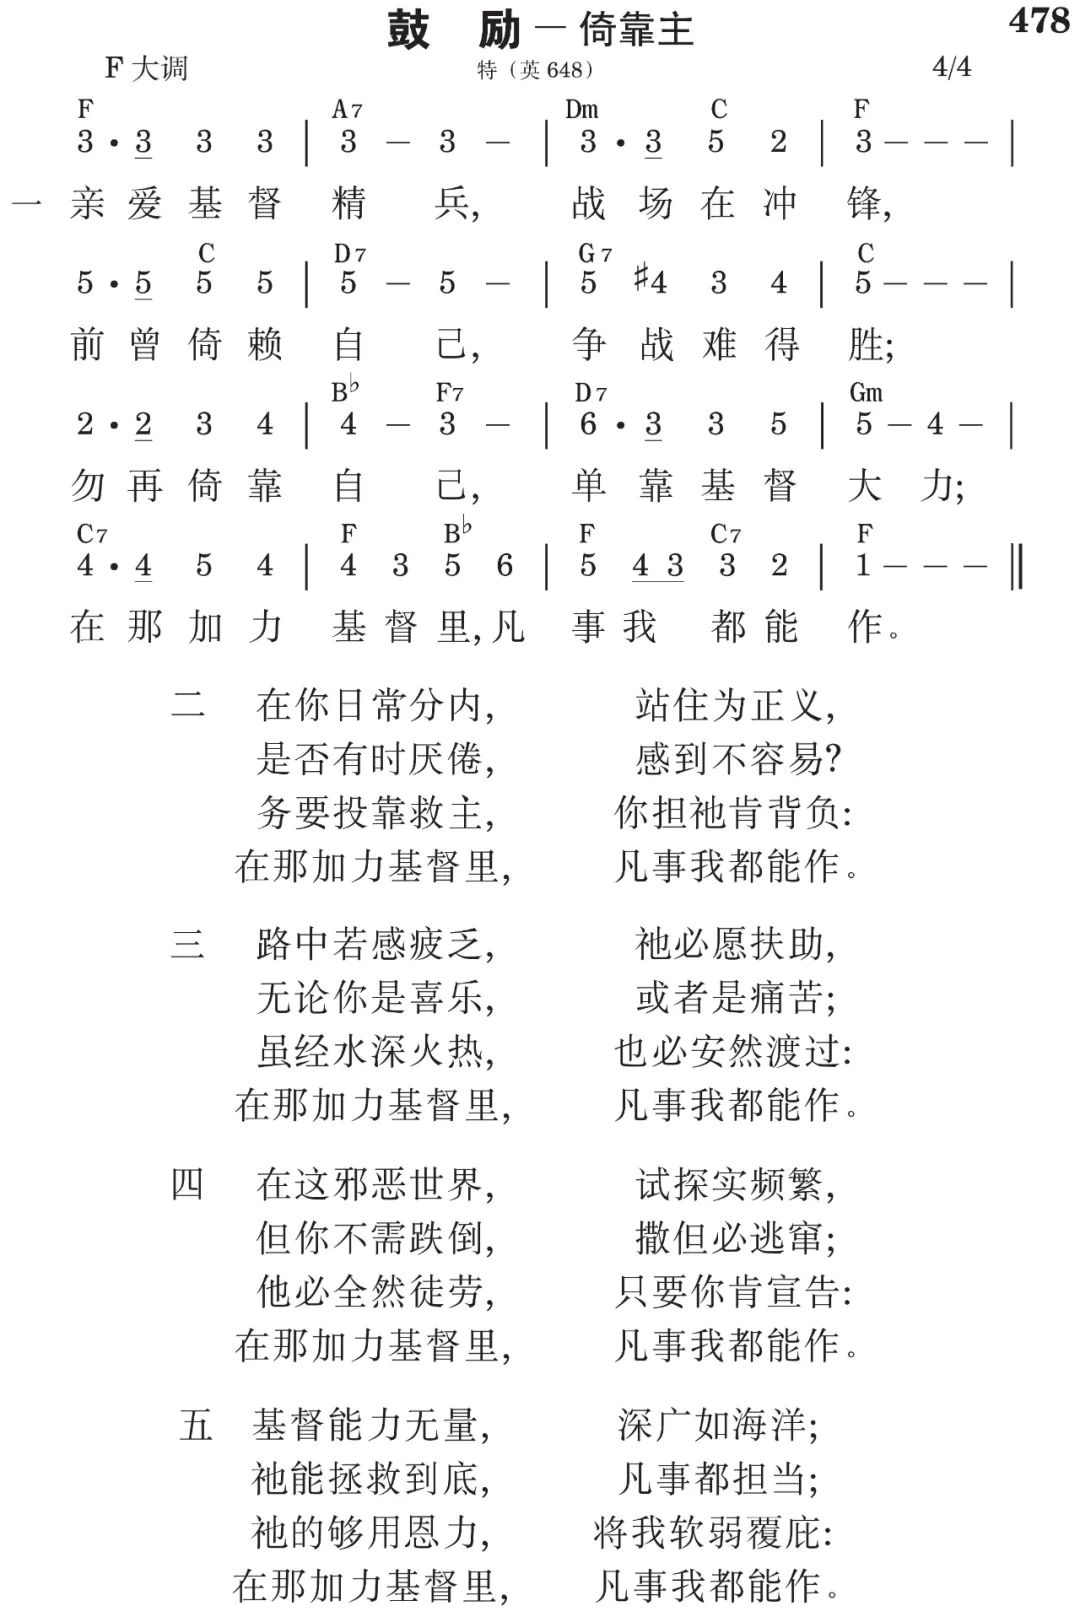 鼓 励 — 倚靠主 478
F 大调 特（英 648） 4/4
F A7 Dm C F
3 · 3 3 3 | 3 — 3 — | 3 · 3 5 2 | 3 — — — |
一 亲 爱 基 督 精 兵, 战 场 在 冲 锋,
C D7 G7 C
5 · 5 5 5 | 5 — 5 — | 5 ♯4 3 4 | 5 — — — |
前 曾 倚 赖 自 己, 争 战 难 得 胜;
B♭ F7 D7 Gm
2 · 2 3 4 | 4 — 3 — | 6 · 3 3 5 | 5 — 4 — |
勿 再 倚 靠 自 己, 单 靠 基 督 大 力;
C7 F B♭ F C7 F
4 · 4 5 4 | 4 3 5 6 | 5 4 3 3 2 | 1 — — — ‖
在 那 加 力 基 督 里, 凡 事 我 都 能 作。
二 在你日常分内, 站住为正义,
是否有时厌倦, 感到不容易?
务要投靠救主, 你担祂肯背负:
在那加力基督里, 凡事我都能作。
三 路中若感疲乏, 祂必愿扶助,
无论你是喜乐, 或者是痛苦;
虽经水深火热, 也必安然渡过:
在那加力基督里, 凡事我都能作。
四 在这邪恶世界, 试探实频繁,
但你不需跌倒, 撒但必逃窜;
他必全然徒劳, 只要你肯宣告:
在那加力基督里, 凡事我都能作。
五 基督能力无量, 深广如海洋;
祂能拯救到底, 凡事都担当;
祂的够用恩力, 将我软弱覆庇:
在那加力基督里, 凡事我都能作。